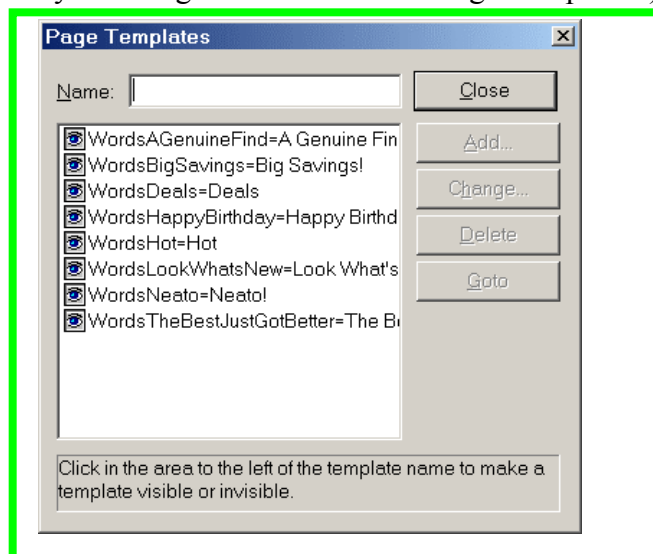 Page Templates
Name:
Close
WordsAGenuineFind=A Genuine Fin
WordsBigSavings=Big Savings!
WordsDeals=Deals
WordsHappyBirthday=Happy Birthd
WordsHot=Hot
WordsLookWhatsNew=Look What's
WordsNeato=Neato!
WordsTheBestJustGotBetter=The
Add...
Change...
Delete
Goto
Click in the area to the left of the template name to make a
template visible or invisible.